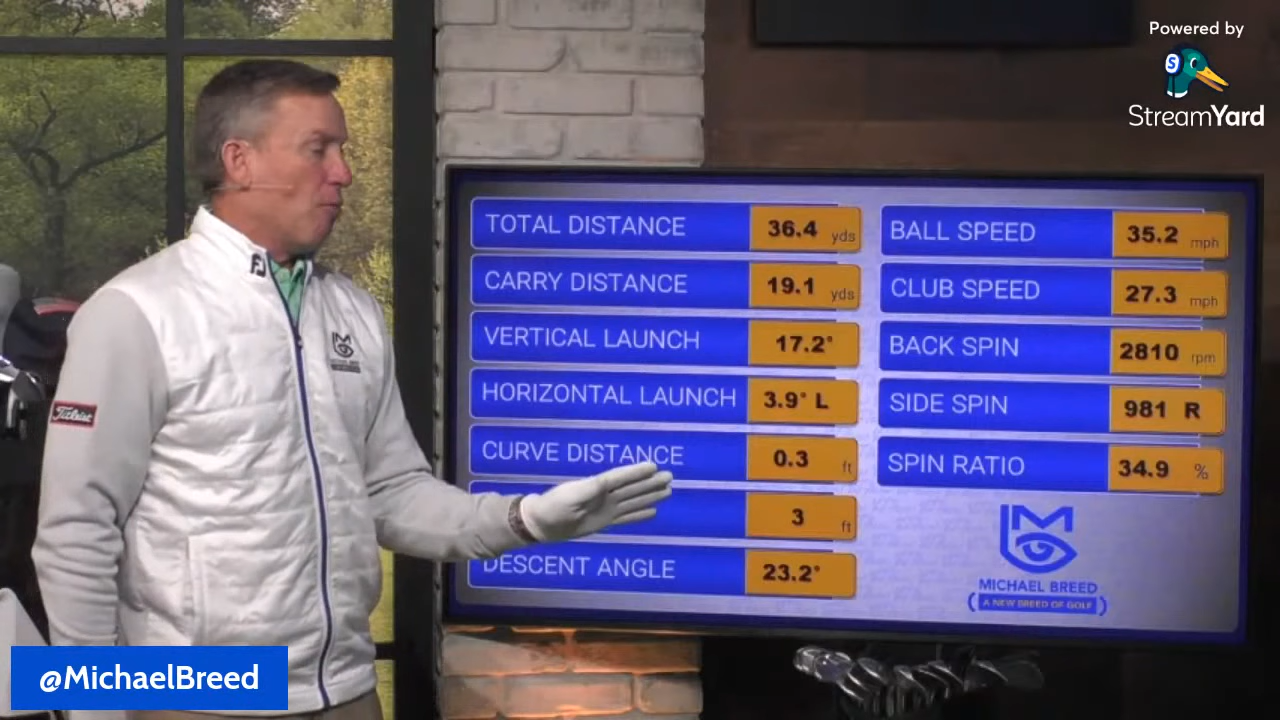 Powered by
S
StreamYard
FJ
Titleist
TOTAL DISTANCE 36.4 yds
CARRY DISTANCE 19.1 yds
VERTICAL LAUNCH 17.2°
HORIZONTAL LAUNCH 3.9° L
CURVE DISTANCE 0.3 ft
3 ft
DESCENT ANGLE 23.2°
BALL SPEED 35.2 mph
CLUB SPEED 27.3 mph
BACK SPIN 2810 rpm
SIDE SPIN 981 R
SPIN RATIO 34.9 %
MICHAEL BREED
A NEW BREED OF GOLF
@MichaelBreed